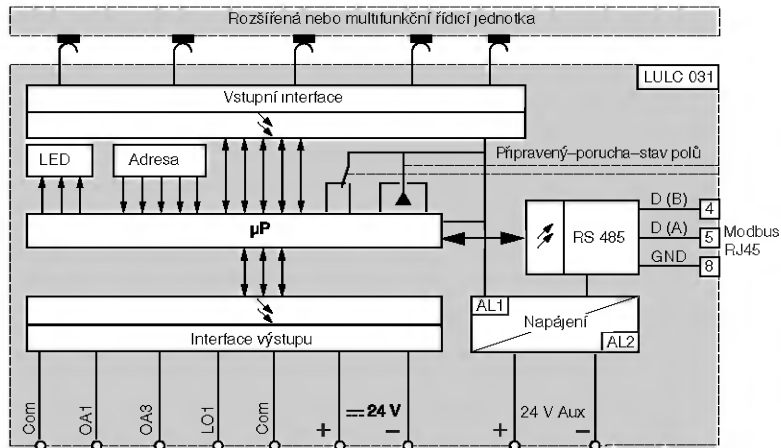 Rozšířená nebo multifunkční řídicí jednotka
LULC 031
Vstupní interface
LED
Adresa
Připravený–porucha–stav polů
µP
RS 485
D (B)
4
D (A)
5
GND
8
Modbus
RJ45
AL1
Napájení
AL2
Interface výstupu
Com
OA1
OA3
LO1
Com
+
24 V
–
+
24 V Aux
–